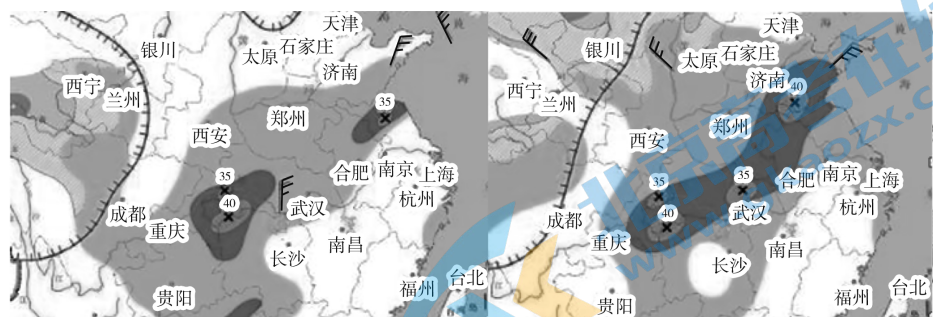 天津
银川
石家庄
太原
济南
西宁
兰州
35
郑州
西安
合肥
南京
上海
35
40
杭州
成都
武汉
重庆
南昌
长沙
贵阳
台北
福州
银川
石家庄
太原
天津
济南
40
西宁
兰州
郑州
西安
35
35
合肥
南京
上海
杭州
成都
40
武汉
重庆
南昌
长沙
贵阳
福州
台北